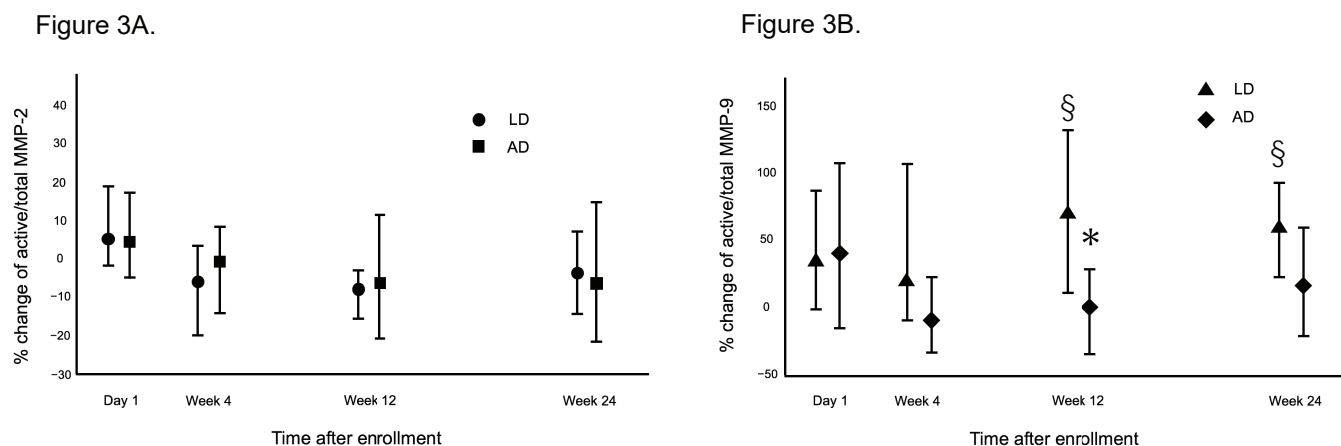 Figure 3A.
% change of active/total MMP-2
40
30
20
10
0
−10
−20
−30
LD
AD
Day 1 Week 4 Week 12 Week 24
Time after enrollment
Figure 3B.
% change of active/total MMP-9
150
100
50
0
−50
LD
AD
§
*
§
Day 1 Week 4 Week 12 Week 24
Time after enrollment